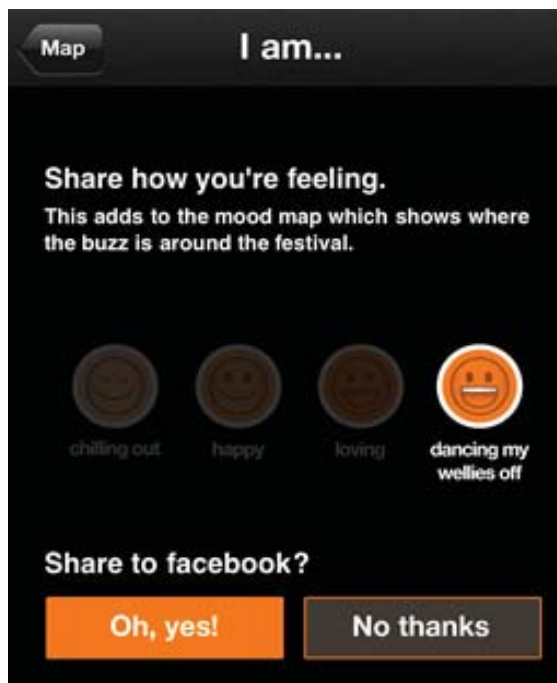 Map
I am...
Share how you're feeling.
This adds to the mood map which shows where
the buzz is around the festival.
chilling out
happy
loving
dancing my
wellies off
Share to facebook?
Oh, yes!
No thanks